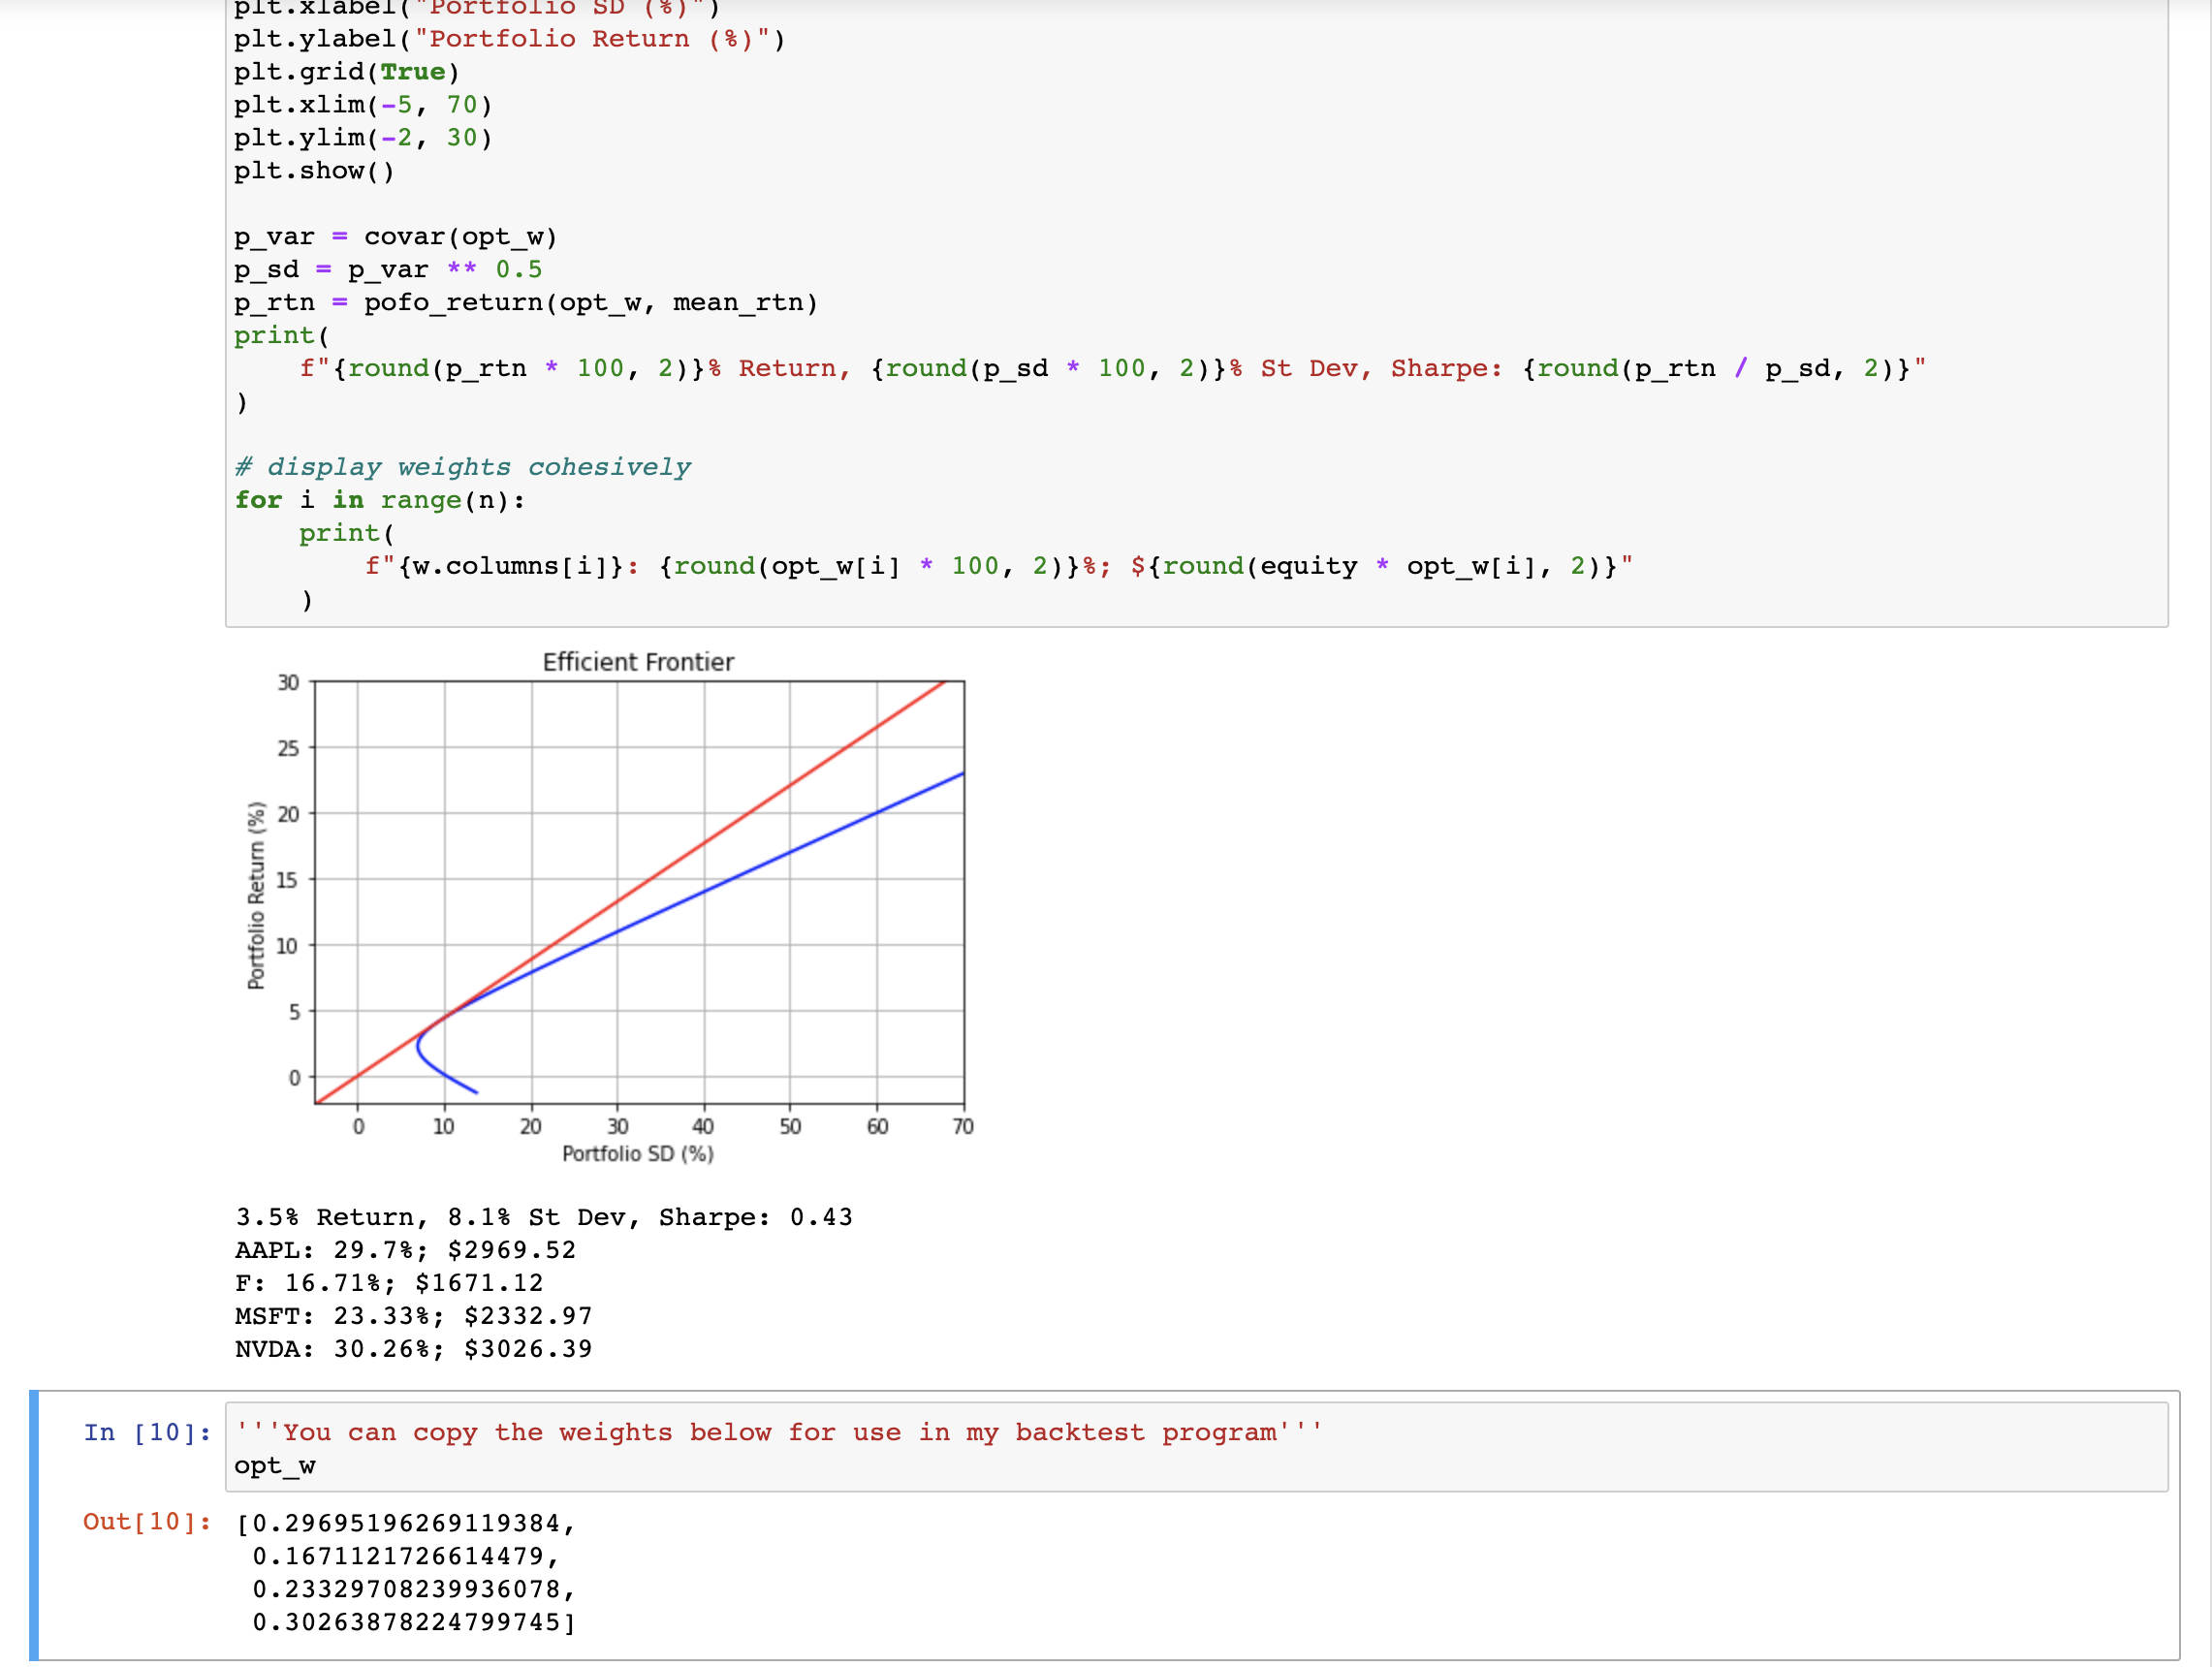 plt.xlabel("Portfolio SD (%)")
plt.ylabel("Portfolio Return (%)")
plt.grid(True)
plt.xlim(-5, 70)
plt.ylim(-2, 30)
plt.show()
p_var = covar(opt_w)
p_sd = p_var ** 0.5
p_rtn = pofo_return(opt_w, mean_rtn)
print(
    f"{round(p_rtn * 100, 2)}% Return, {round(p_sd * 100, 2)}% St Dev, Sharpe: {round(p_rtn / p_sd, 2)}"
)
# display weights cohesively
for i in range(n):
    print(
        f"{w.columns[i]}: {round(opt_w[i] * 100, 2)}%; ${round(equity * opt_w[i], 2)}"
    )
Efficient Frontier
30
25
20
15
10
5
0
Portfolio Return (%)
0 10 20 30 40 50 60 70
Portfolio SD (%)
3.5% Return, 8.1% St Dev, Sharpe: 0.43
AAPL: 29.7%; $2969.52
F: 16.71%; $1671.12
MSFT: 23.33%; $2332.97
NVDA: 30.26%; $3026.39
In [10]: '''You can copy the weights below for use in my backtest program'''
opt_w
Out[10]: [0.29695196269119384,
0.1671121726614479,
0.23329708239936078,
0.30263878224799745]